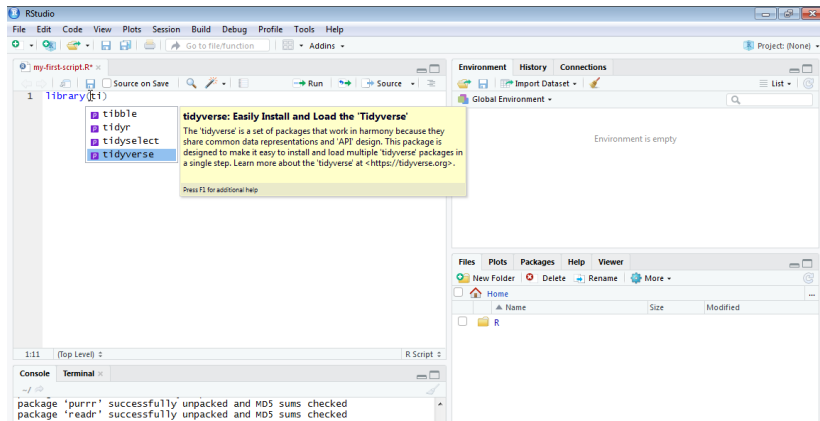 RStudio
File Edit Code View Plots Session Build Debug Profile Tools Help
Go to file/function Addins Project: (None)
my-first-script.R*
Source on Save Run Source
1 library(ti)
tibble
tidyr
tidyselect
tidyverse
tidyverse: Easily Install and Load the 'Tidyverse'
The 'tidyverse' is a set of packages that work in harmony because they
share common data representations and 'API' design. This package is
designed to make it easy to install and load multiple 'tidyverse' packages in
a single step. Learn more about the 'tidyverse' at <https://tidyverse.org>.
Press F1 for additional help
1:11 (Top Level) R Script
Console Terminal
~/
package 'purrr' successfully unpacked and MD5 sums checked
package 'readr' successfully unpacked and MD5 sums checked
Environment History Connections
Import Dataset List
Global Environment
Environment is empty
Files Plots Packages Help Viewer
New Folder Delete Rename More
Home ...
Name Size Modified
R